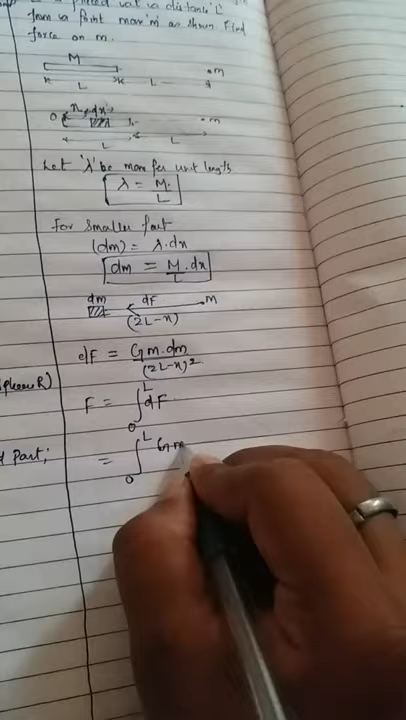 placed at a distance 'L'
from a Point mass 'm' as shown. Find
force on m.
M
m
L L
0 x dx m
L L
Let 'λ' be mass per unit length
λ = M/L
For smaller part
(dm) = λ.dx
dm = M/L .dx
dm dF m
(2L-x)
dF = Gm.dm/(2L-x)²
F = ∫₀ᴸ dF
Part;
= ∫₀ᴸ Gm